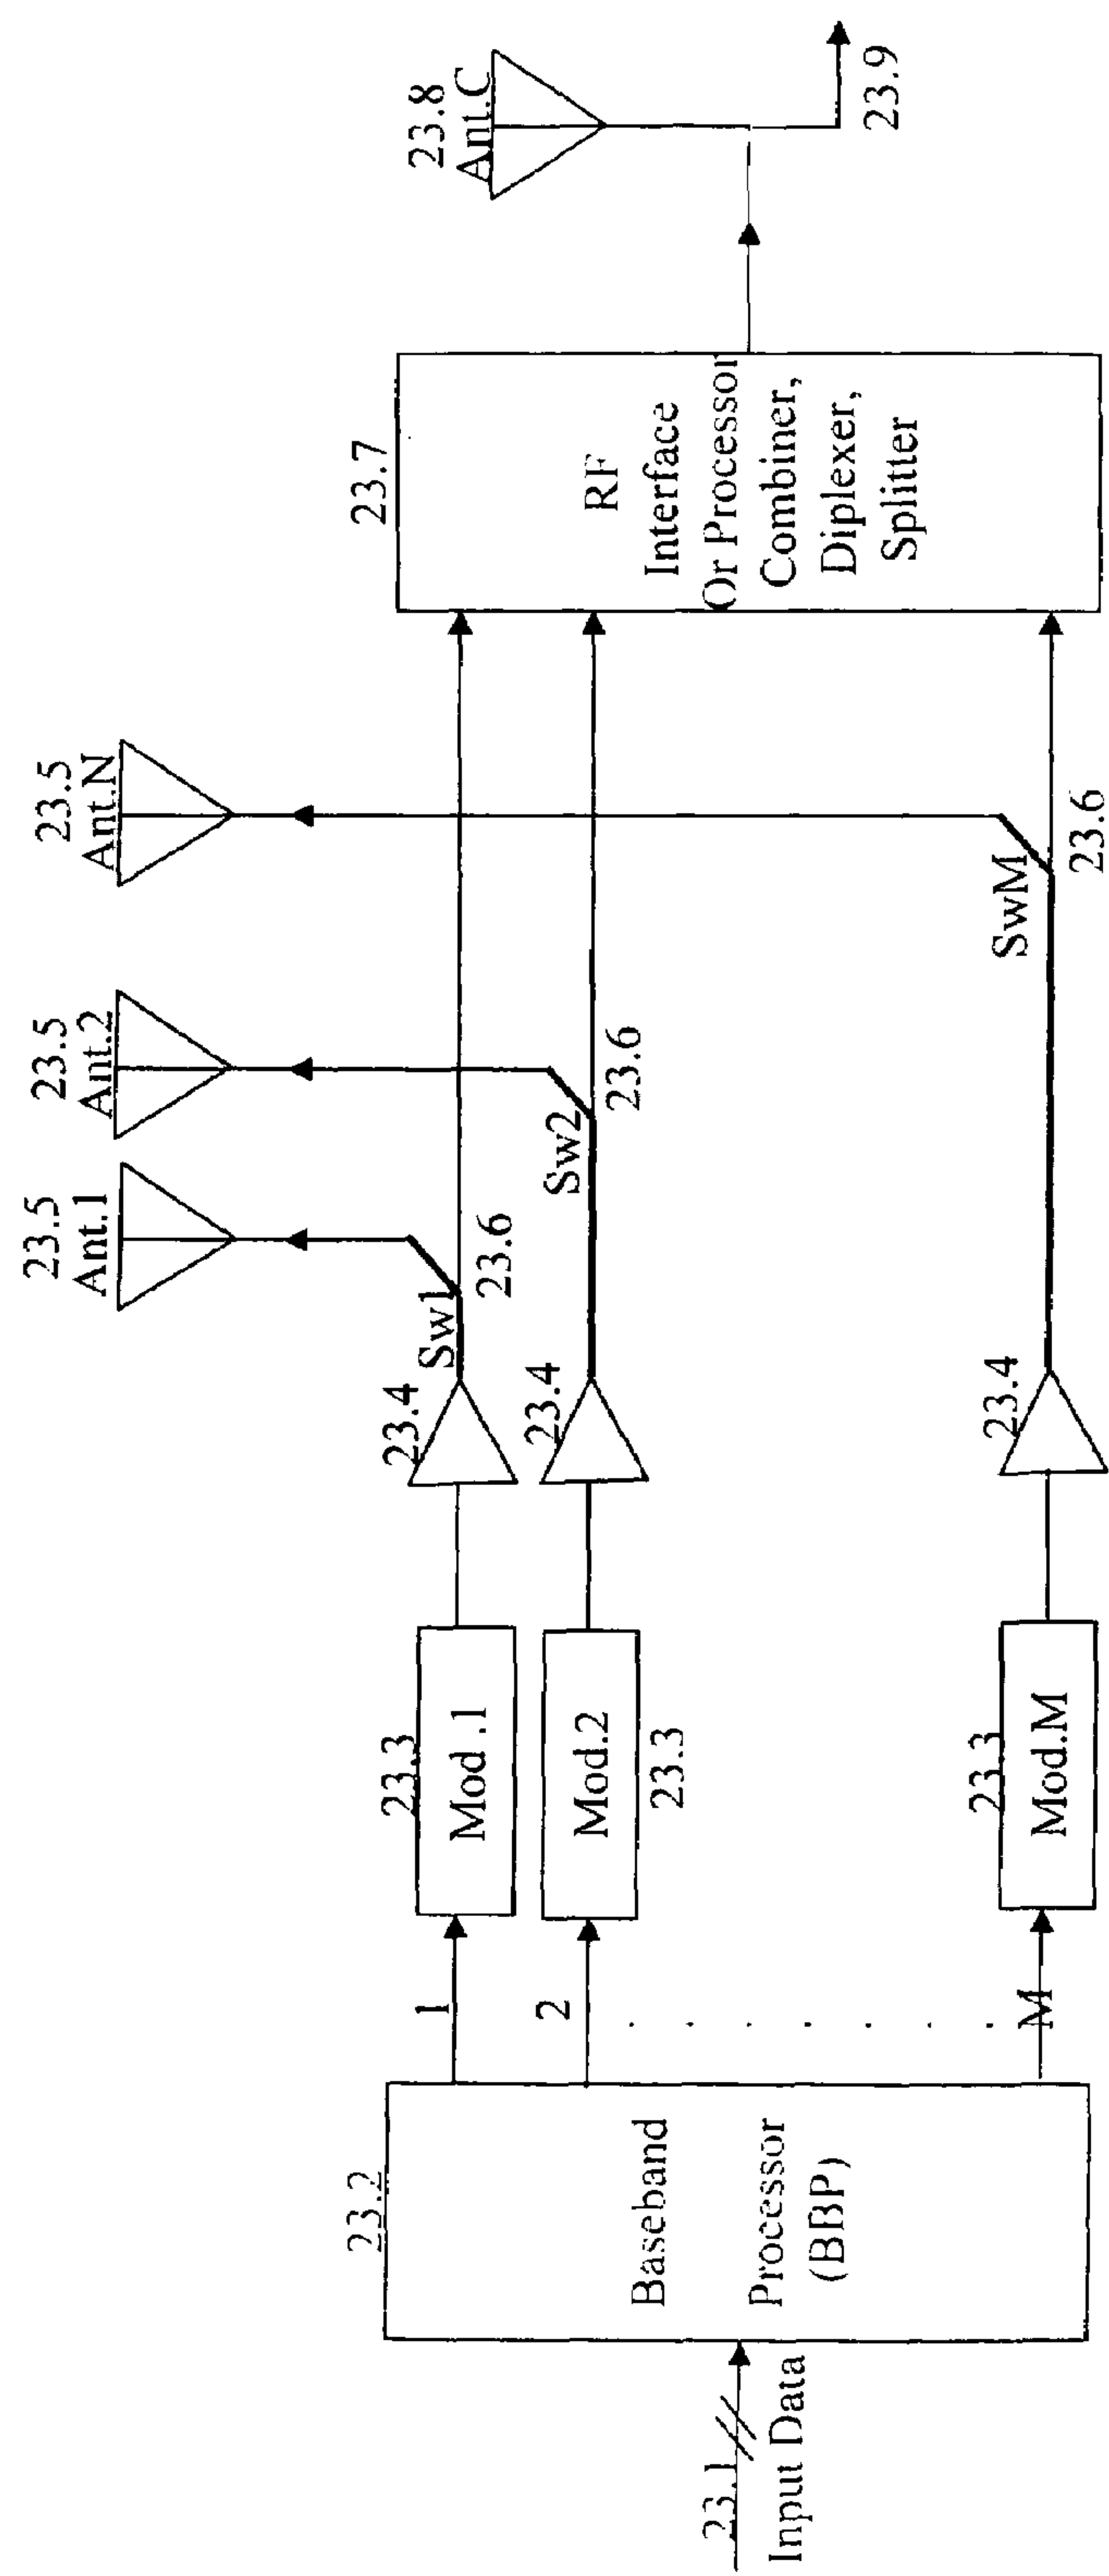 23.1
Input Data
23.2
Baseband
Processor
(BBP)
1
2
M
23.3
Mod .1
Mod.2
23.3
23.3
Mod.M
23.4
23.4
23.4
Sw1
23.6
Sw2
23.6
SwM
23.6
23.5
Ant.1
23.5
Ant.2
23.5
Ant.N
23.7
RF
Interface
Or Processor
Combiner,
Diplexer,
Splitter
23.8
Ant.C
23.9